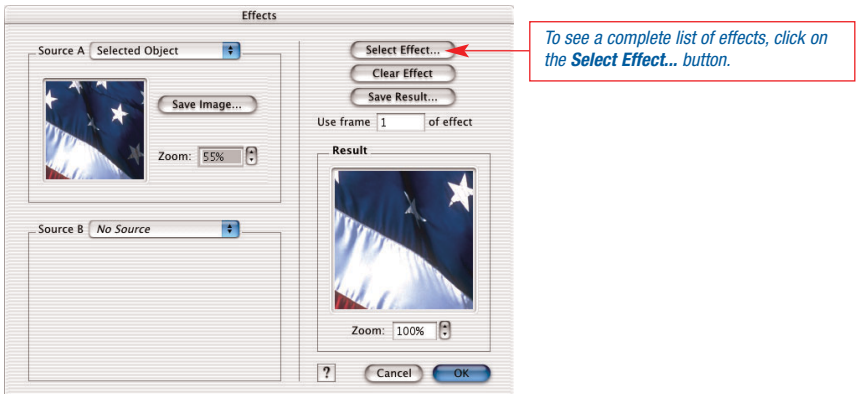 Effects
Source A Selected Object
Save Image...
Zoom: 55%
Source B No Source
Select Effect...
Clear Effect
Save Result...
Use frame 1 of effect
Result
Zoom: 100%
? Cancel OK
To see a complete list of effects, click on
the Select Effect... button.